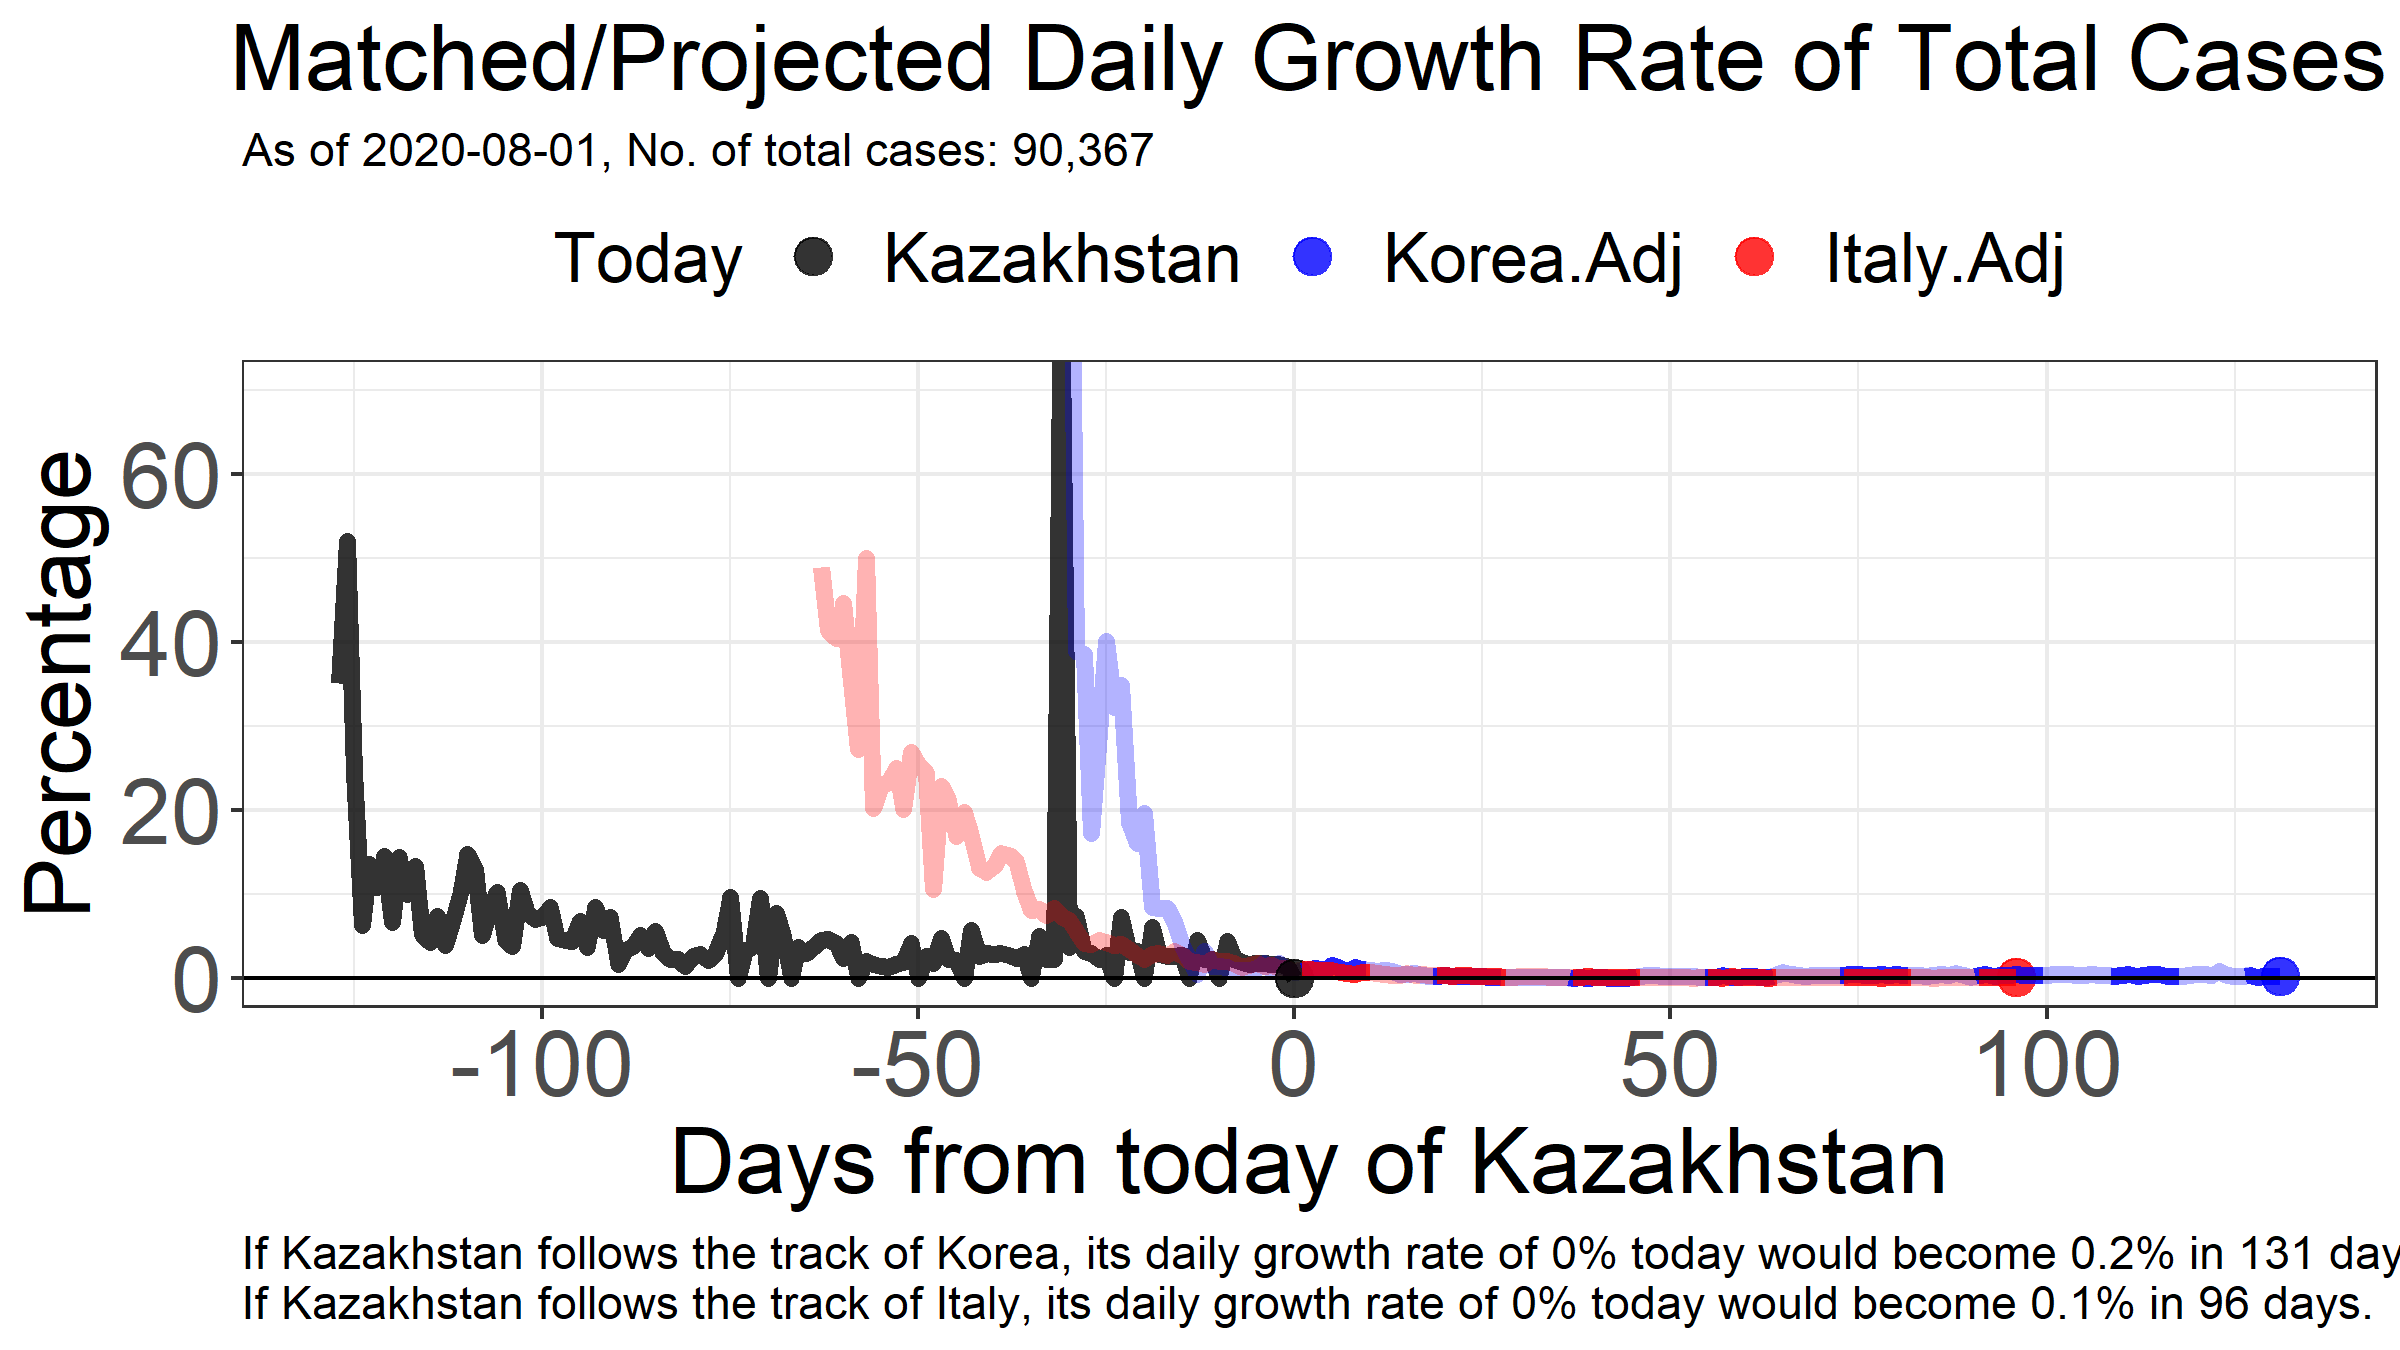 Matched/Projected Daily Growth Rate of Total Cases
As of 2020-08-01, No. of total cases: 90,367
Today Kazakhstan Korea.Adj Italy.Adj
Percentage
60
40
20
0
-100 -50 0 50 100
Days from today of Kazakhstan
If Kazakhstan follows the track of Korea, its daily growth rate of 0% today would become 0.2% in 131 day
If Kazakhstan follows the track of Italy, its daily growth rate of 0% today would become 0.1% in 96 days.